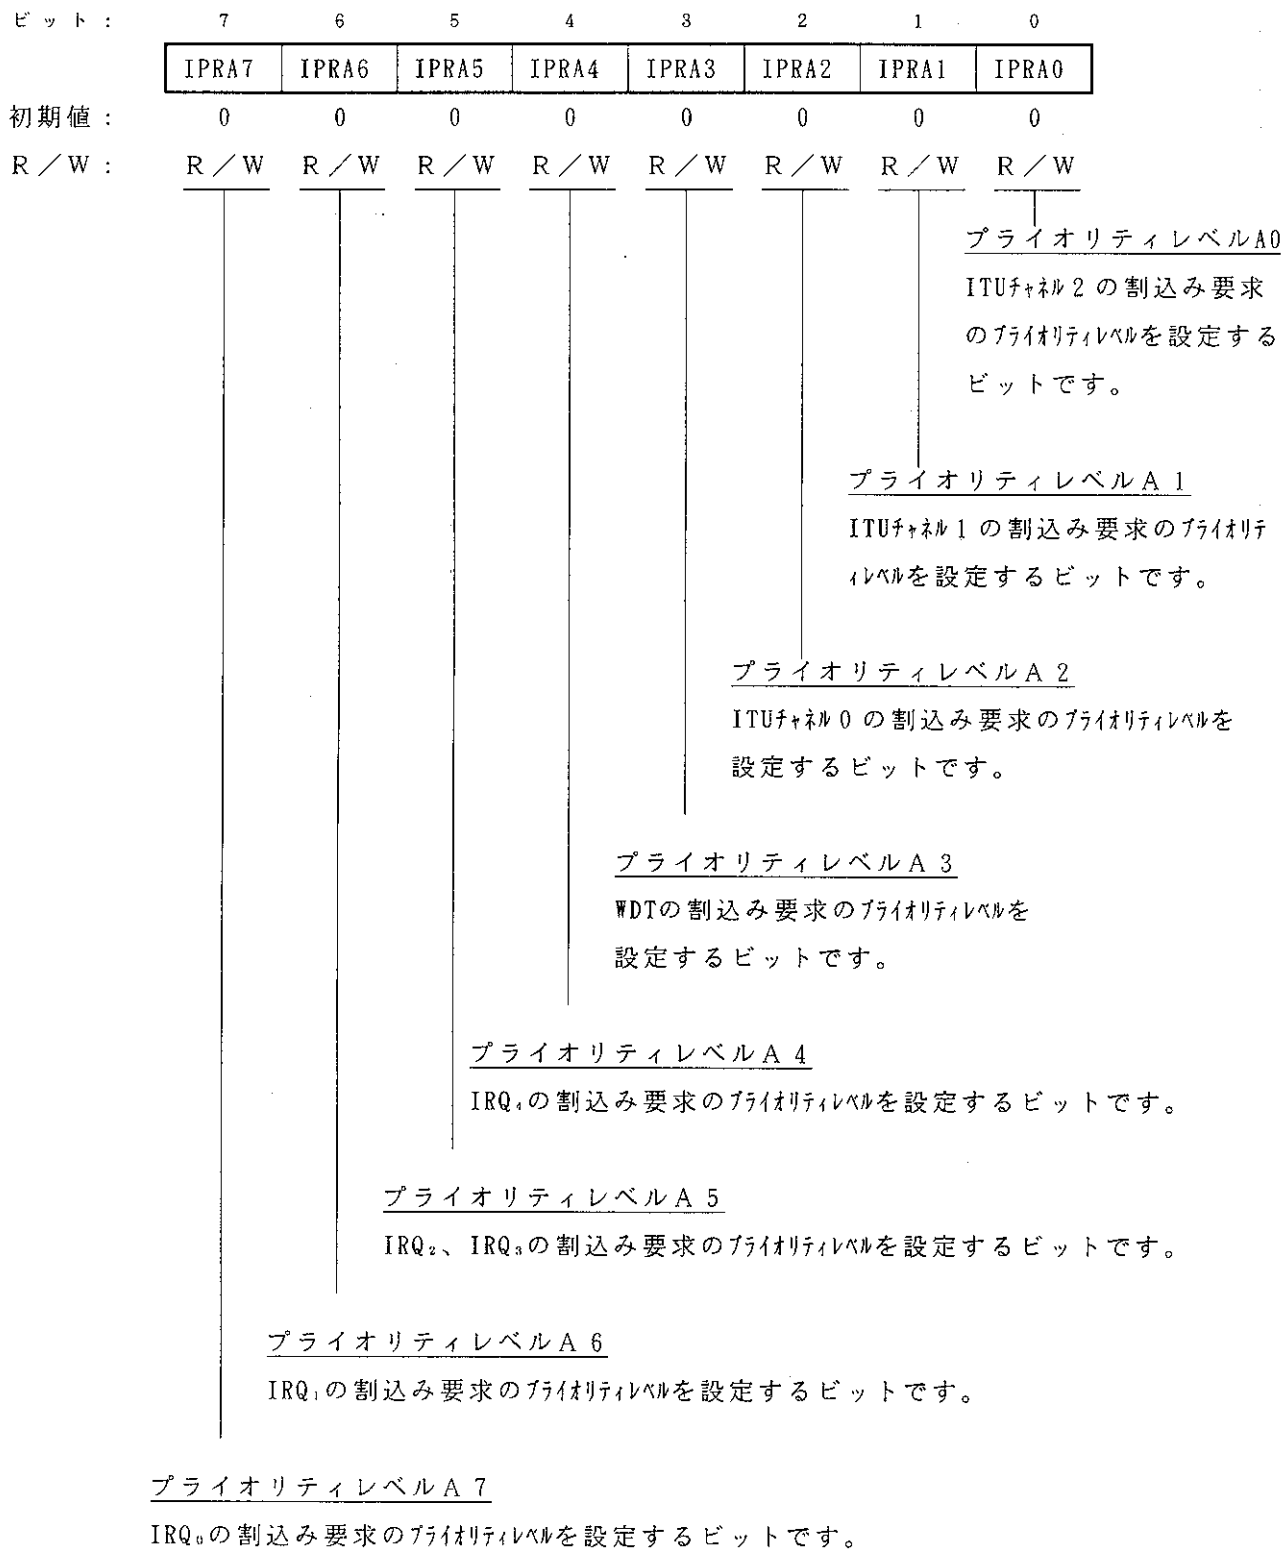 ビット： 7 6 5 4 3 2 1 0
IPRA7 IPRA6 IPRA5 IPRA4 IPRA3 IPRA2 IPRA1 IPRA0
初期値： 0 0 0 0 0 0 0 0
R／W： R／W R／W R／W R／W R／W R／W R／W R／W
プライオリティレベルA0
ITUﾁｬﾈﾙ２の割込み要求
のﾌﾟﾗｲｵﾘﾃｨﾚﾍﾞﾙを設定する
ビットです。
プライオリティレベルＡ１
ITUﾁｬﾈﾙ１の割込み要求のﾌﾟﾗｲｵﾘﾃ
ｨﾚﾍﾞﾙを設定するビットです。
プライオリティレベルＡ２
ITUﾁｬﾈﾙ０の割込み要求のﾌﾟﾗｲｵﾘﾃｨﾚﾍﾞﾙを
設定するビットです。
プライオリティレベルＡ３
WDTの割込み要求のﾌﾟﾗｲｵﾘﾃｨﾚﾍﾞﾙを
設定するビットです。
プライオリティレベルＡ４
IRQ₄の割込み要求のﾌﾟﾗｲｵﾘﾃｨﾚﾍﾞﾙを設定するビットです。
プライオリティレベルＡ５
IRQ₂、IRQ₃の割込み要求のﾌﾟﾗｲｵﾘﾃｨﾚﾍﾞﾙを設定するビットです。
プライオリティレベルＡ６
IRQ₁の割込み要求のﾌﾟﾗｲｵﾘﾃｨﾚﾍﾞﾙを設定するビットです。
プライオリティレベルＡ７
IRQ₀の割込み要求のﾌﾟﾗｲｵﾘﾃｨﾚﾍﾞﾙを設定するビットです。